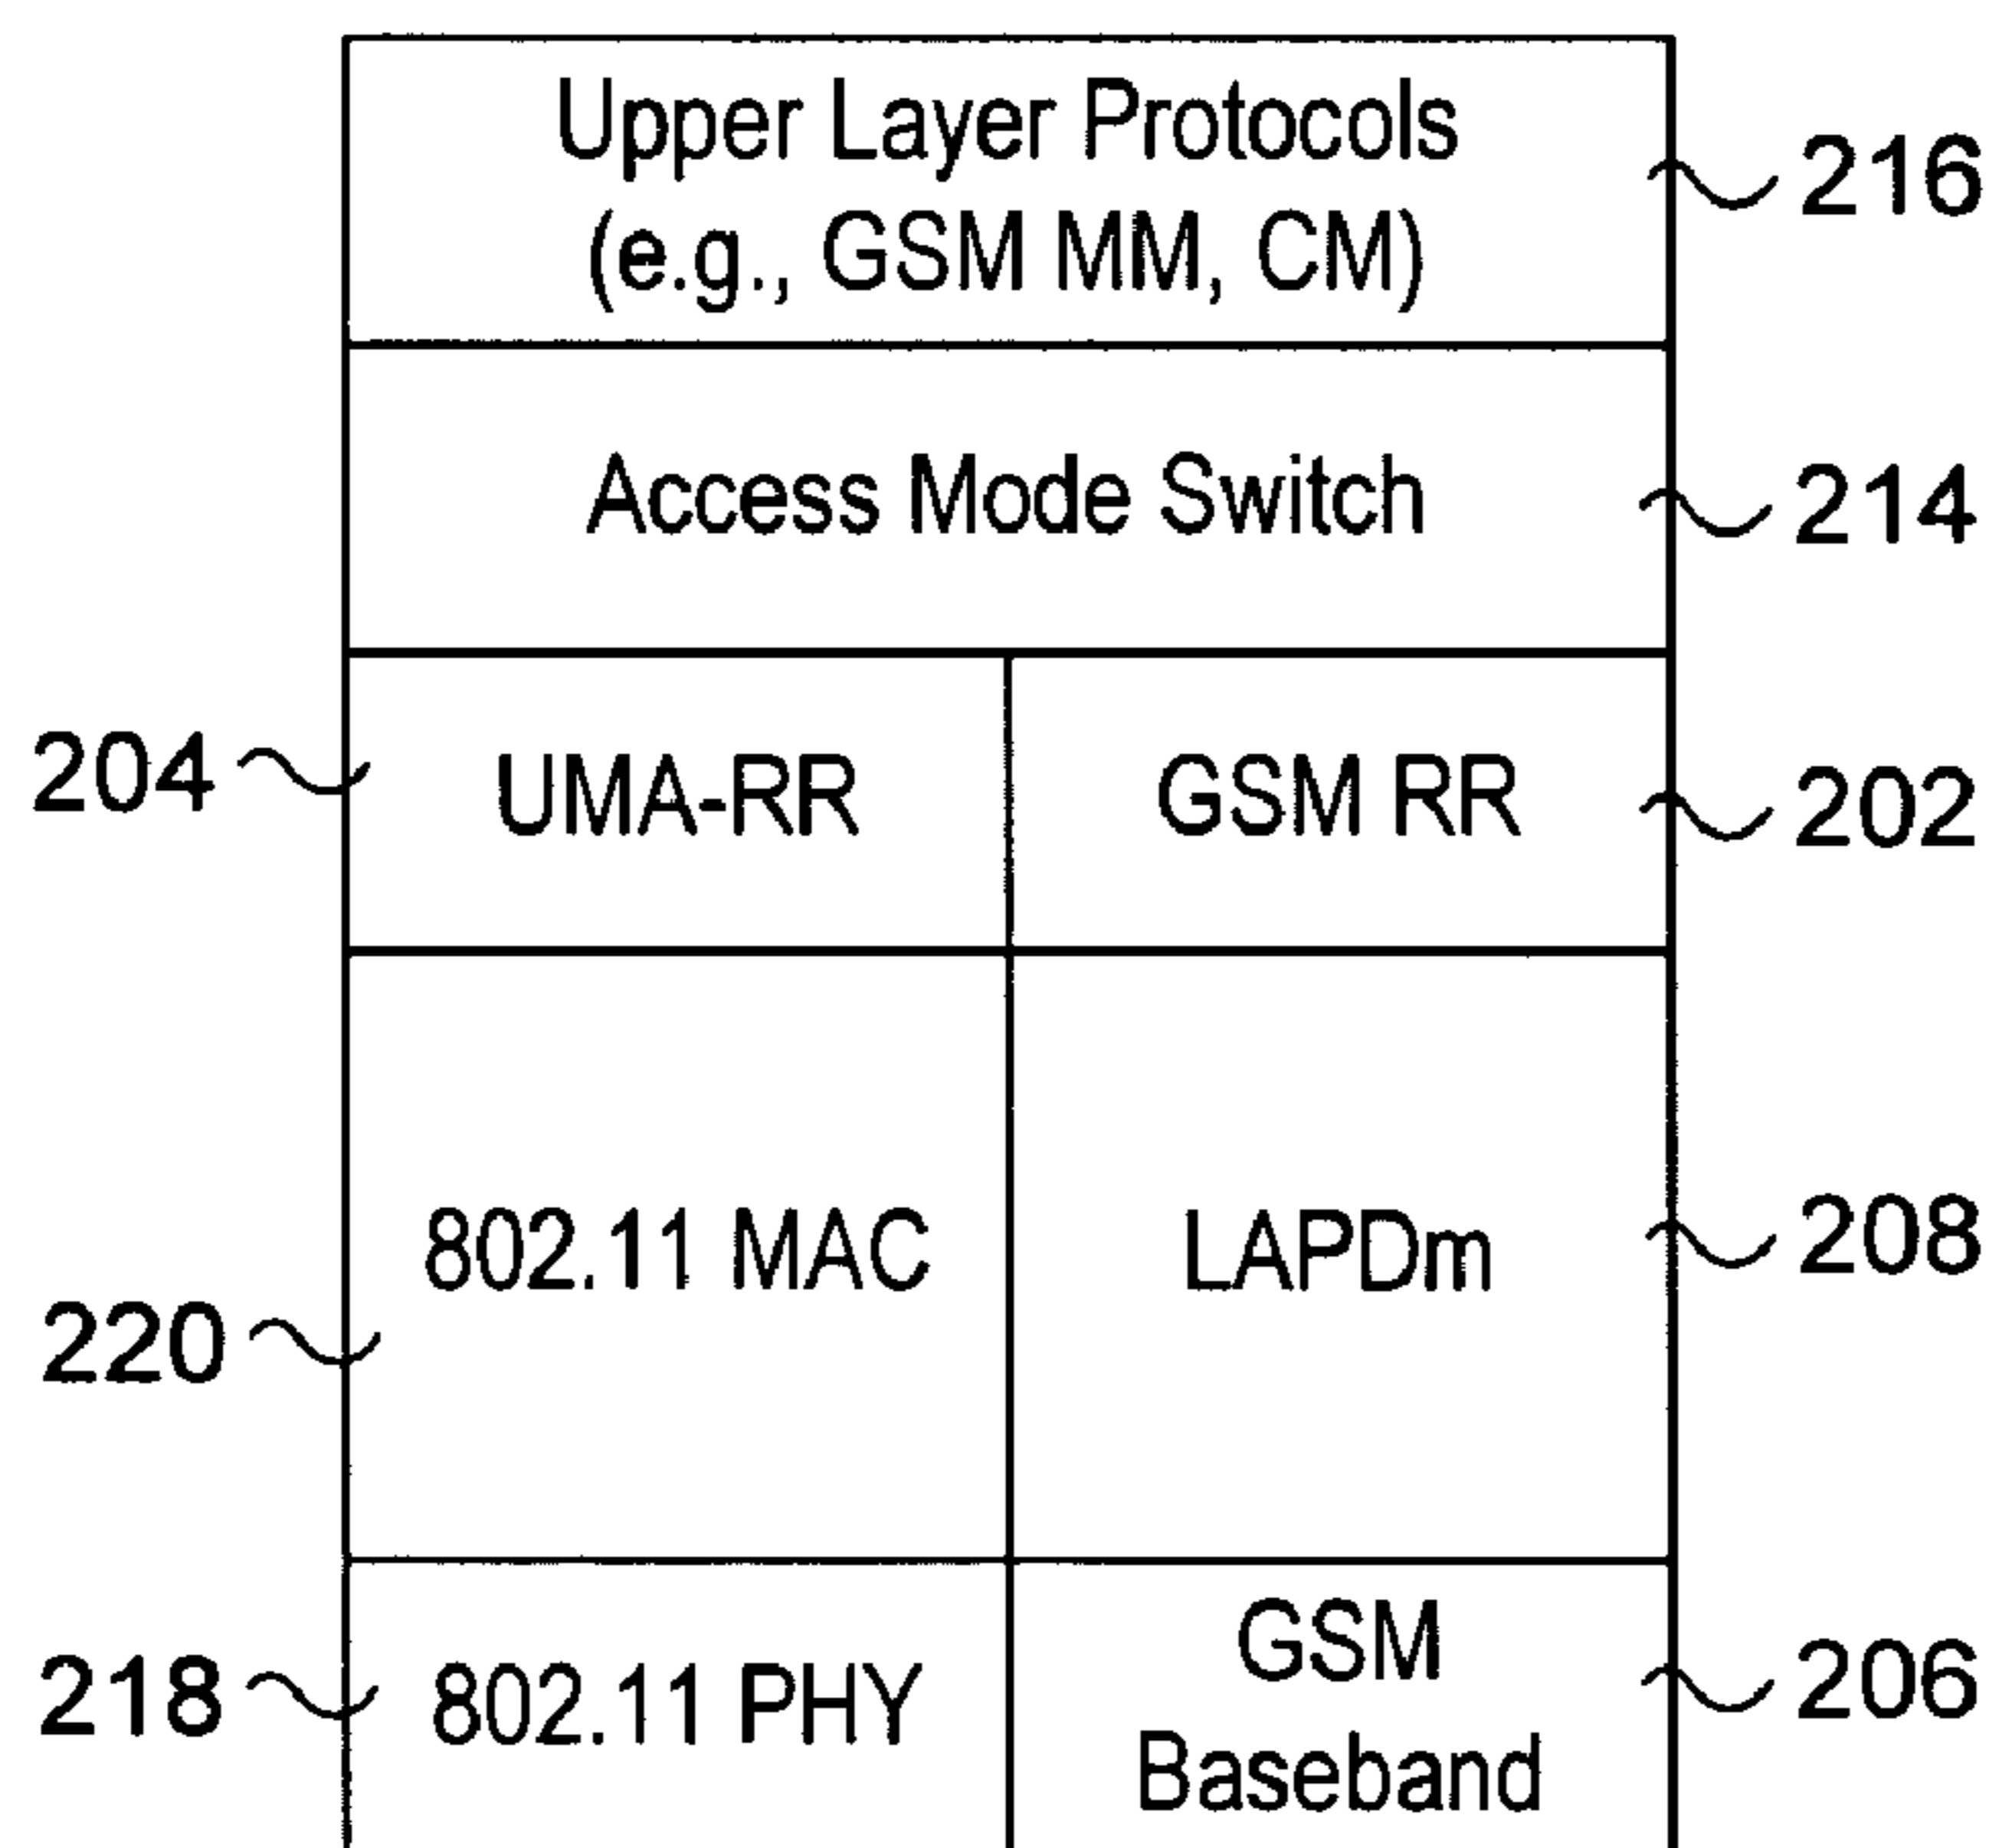 Upper Layer Protocols
(e.g., GSM MM, CM)
216
Access Mode Switch
214
204
UMA-RR
GSM RR
202
802.11 MAC
LAPDm
208
220
218
802.11 PHY
GSM
Baseband
206